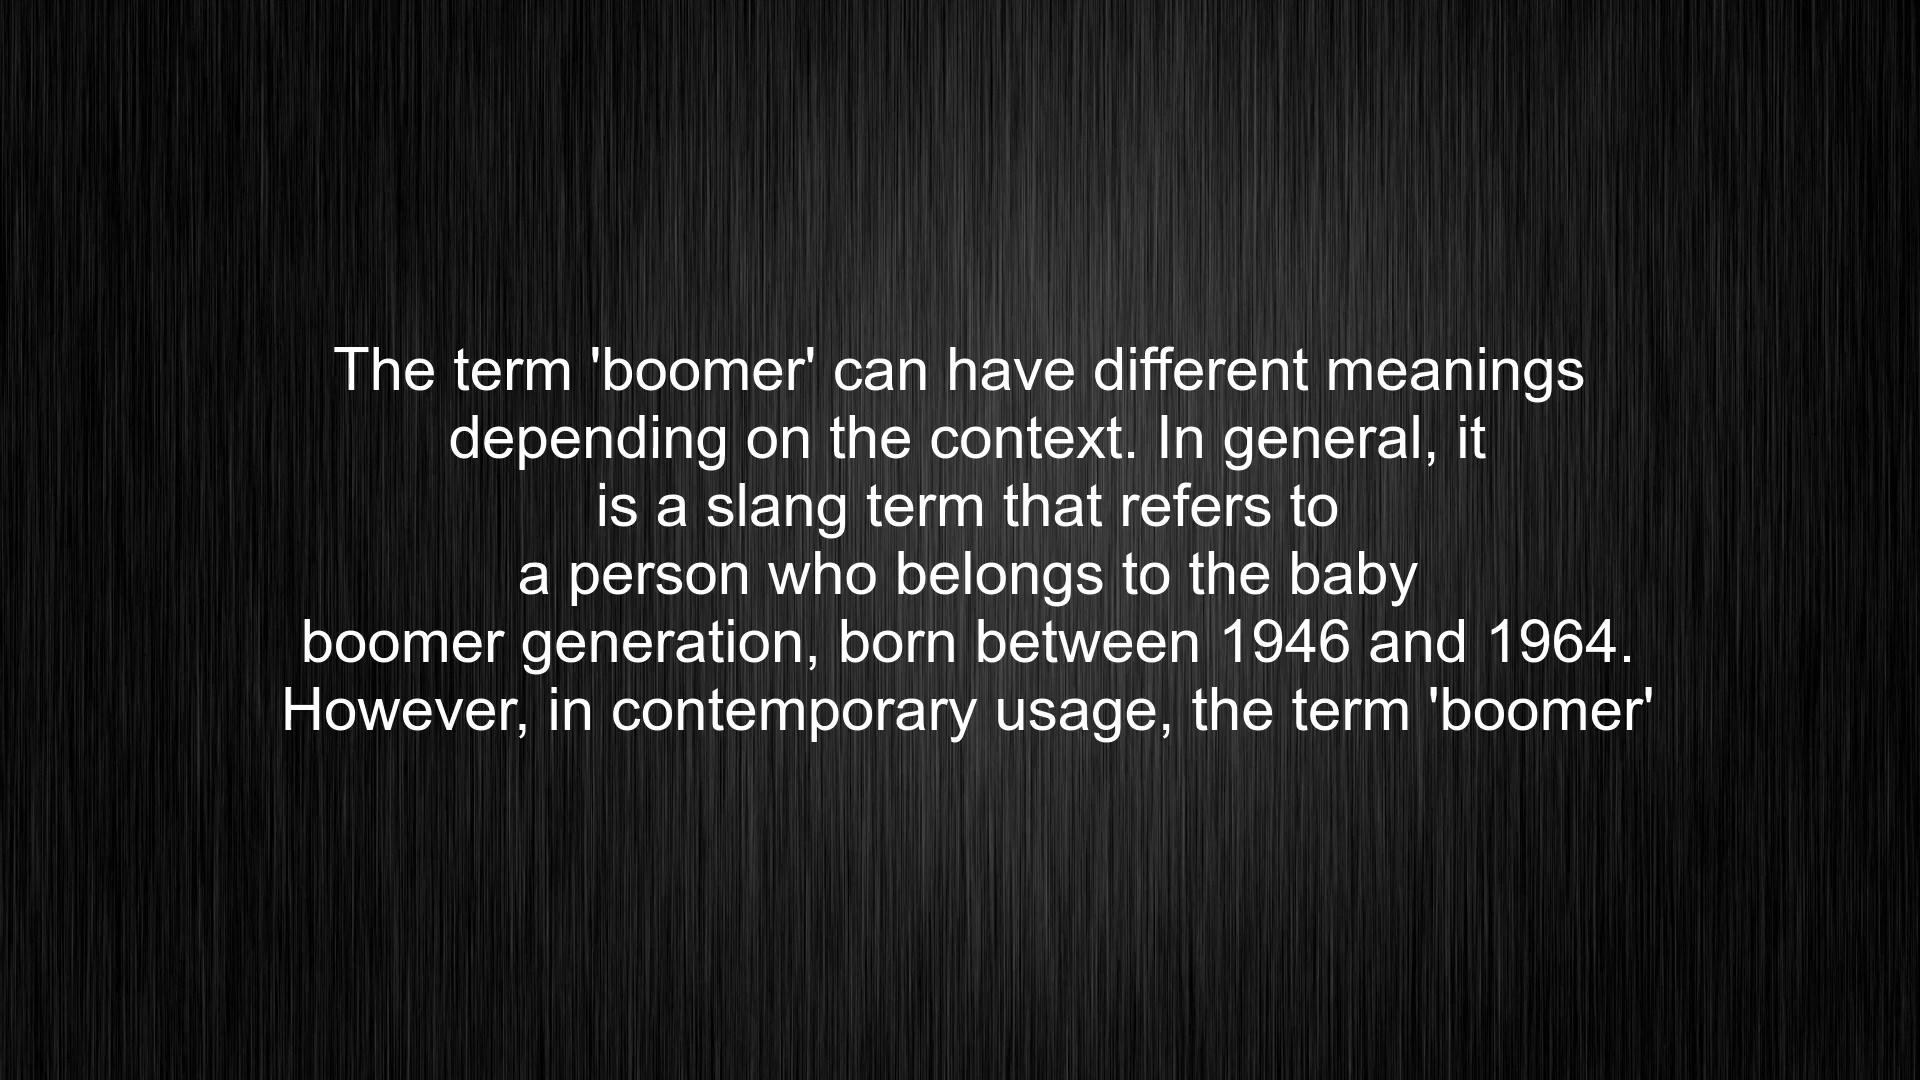 The term 'boomer' can have different meanings
depending on the context. In general, it
is a slang term that refers to
a person who belongs to the baby
boomer generation, born between 1946 and 1964.
However, in contemporary usage, the term 'boomer'